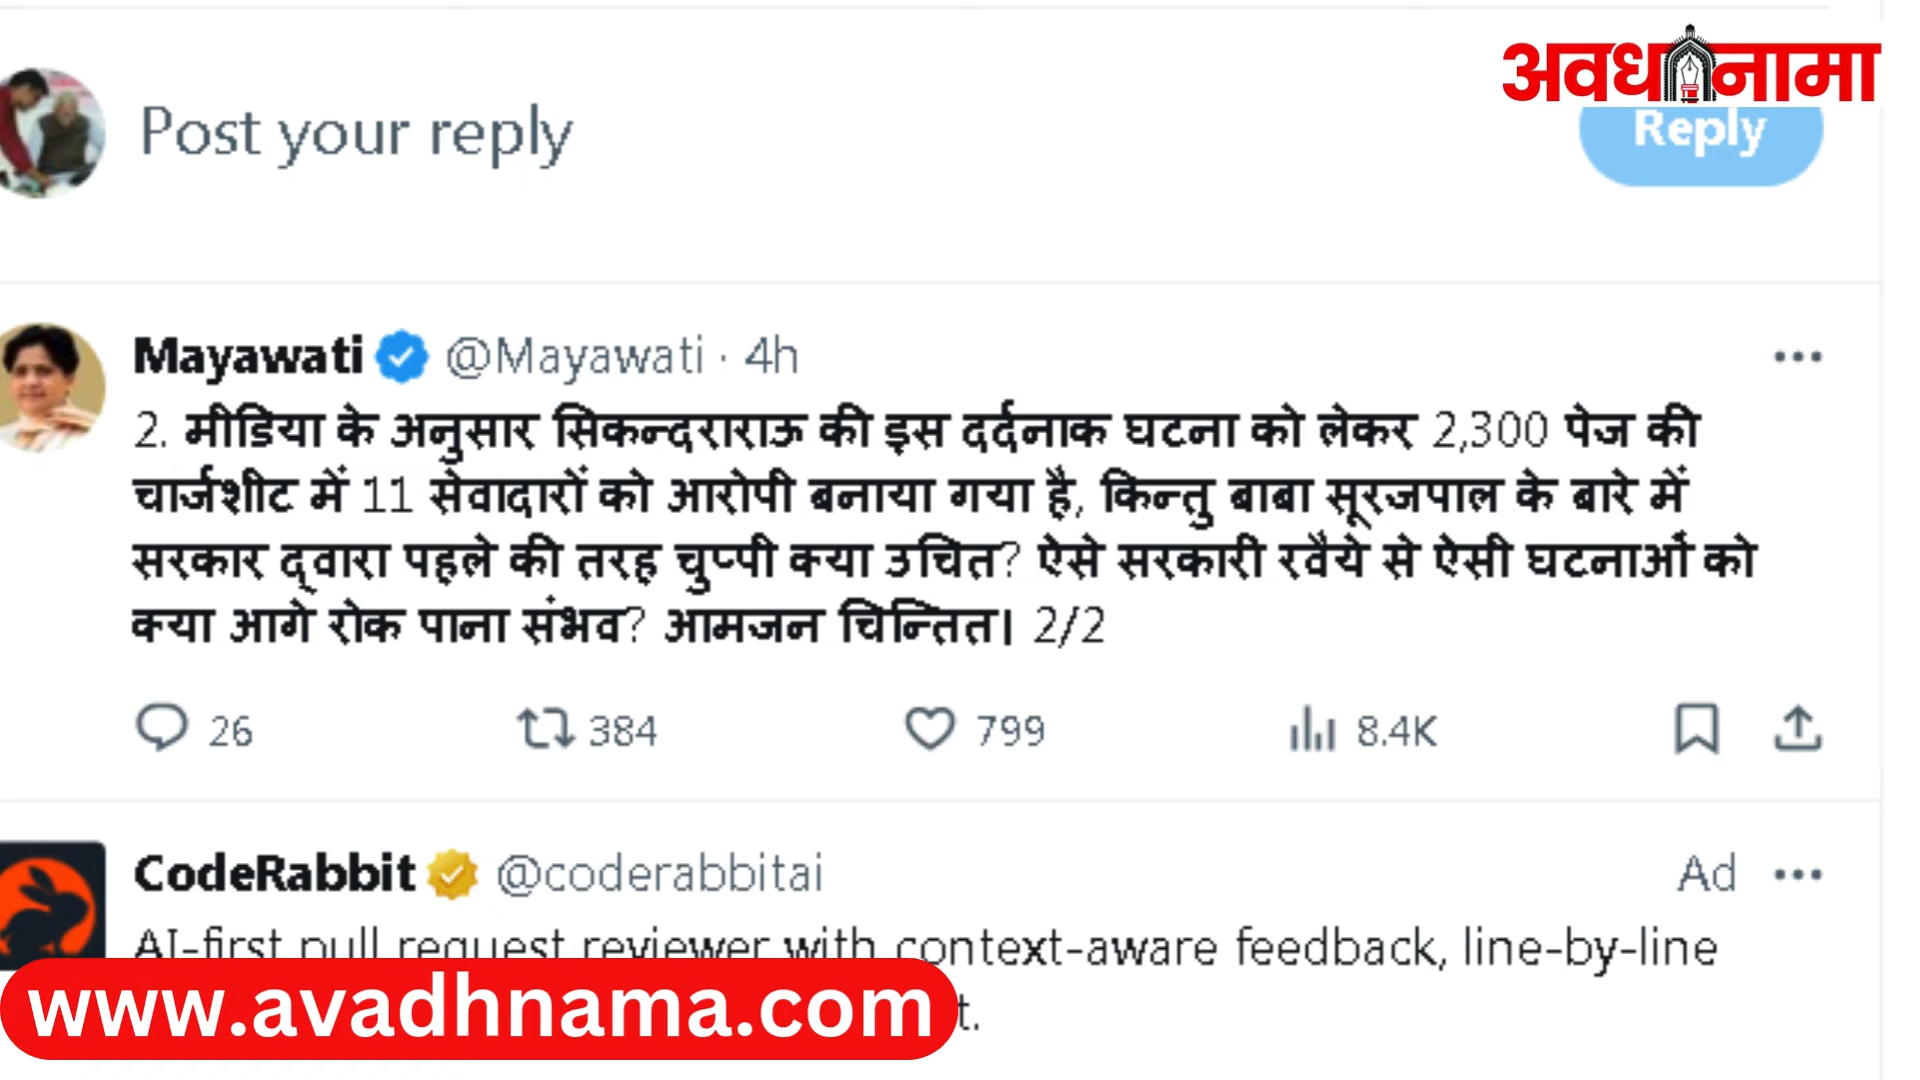 अवधनामा
Post your reply
Reply
Mayawati @Mayawati · 4h
2. मीडिया के अनुसार सिकन्दराराऊ की इस दर्दनाक घटना को लेकर 2,300 पेज की
चार्जशीट में 11 सेवादारों को आरोपी बनाया गया है, किन्तु बाबा सूरजपाल के बारे में
सरकार द्वारा पहले की तरह चुप्पी क्या उचित? ऐसे सरकारी रवैये से ऐसी घटनाओं को
क्या आगे रोक पाना संभव? आमजन चिन्तित। 2/2
26 384 799 8.4K
CodeRabbit @coderabbitai Ad
AI-first pull request reviewer with context-aware feedback, line-by-line
www.avadhnama.com